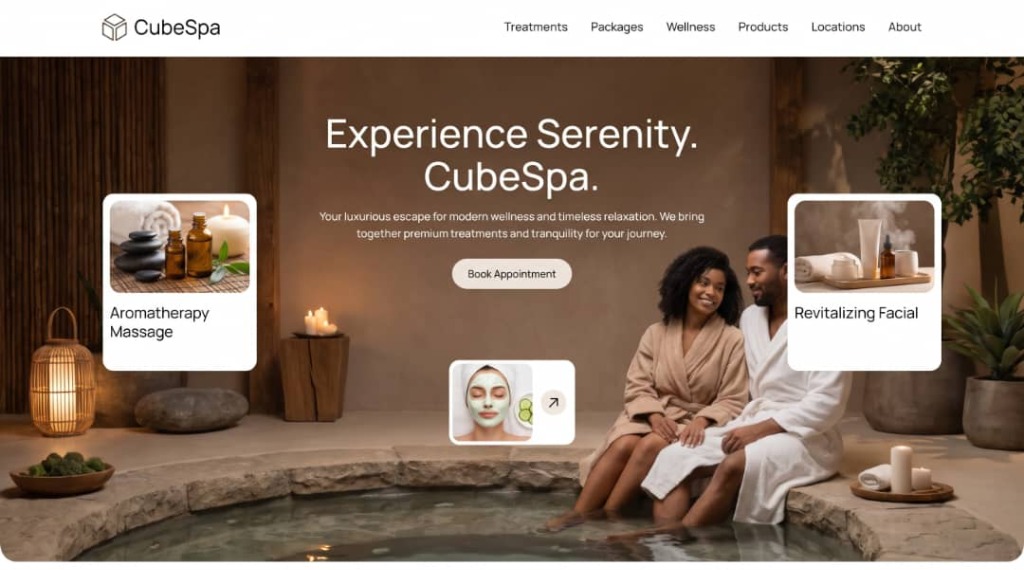 CubeSpa
Treatments
Packages
Wellness
Products
Locations
About
Experience Serenity.
CubeSpa.
Your luxurious escape for modern wellness and timeless relaxation. We bring
together premium treatments and tranquility for your journey.
Book Appointment
Aromatherapy
Massage
Revitalizing Facial